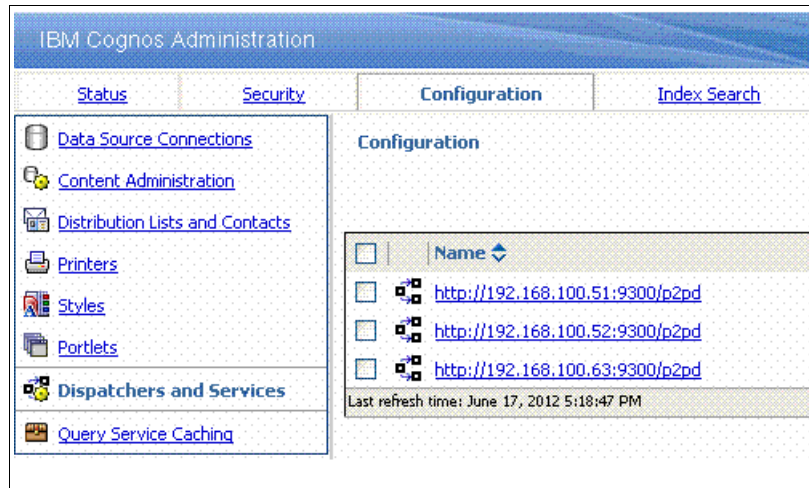 IBM Cognos Administration
Status Security Configuration Index Search
Data Source Connections
Content Administration
Distribution Lists and Contacts
Printers
Styles
Portlets
Dispatchers and Services
Query Service Caching
Configuration
Name
http://192.168.100.51:9300/p2pd
http://192.168.100.52:9300/p2pd
http://192.168.100.63:9300/p2pd
Last refresh time: June 17, 2012 5:18:47 PM